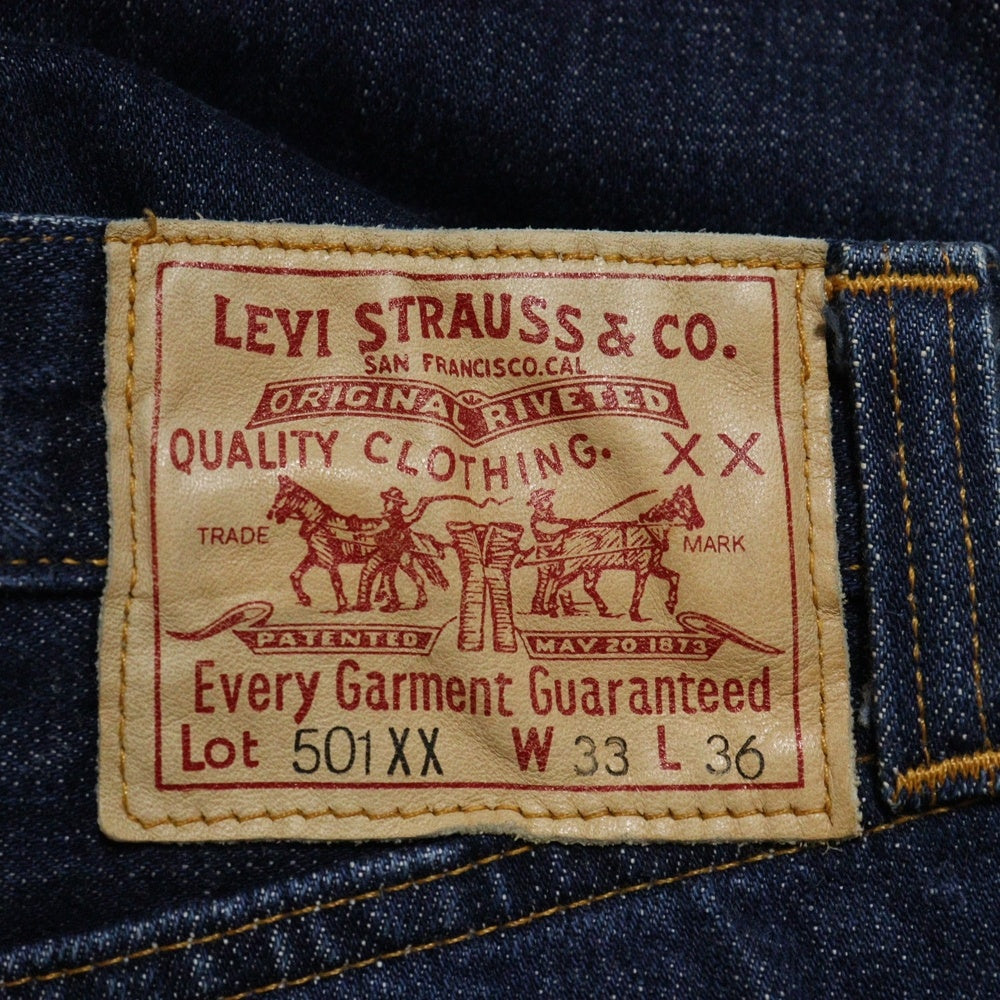 LEVI STRAUSS & CO.
SAN FRANCISCO.CAL
ORIGINAL RIVETED
QUALITY CLOTHING. XX
TRADE MARK
PATENTED MAY 20 1873
Every Garment Guaranteed
Lot 501XX W 33 L 36